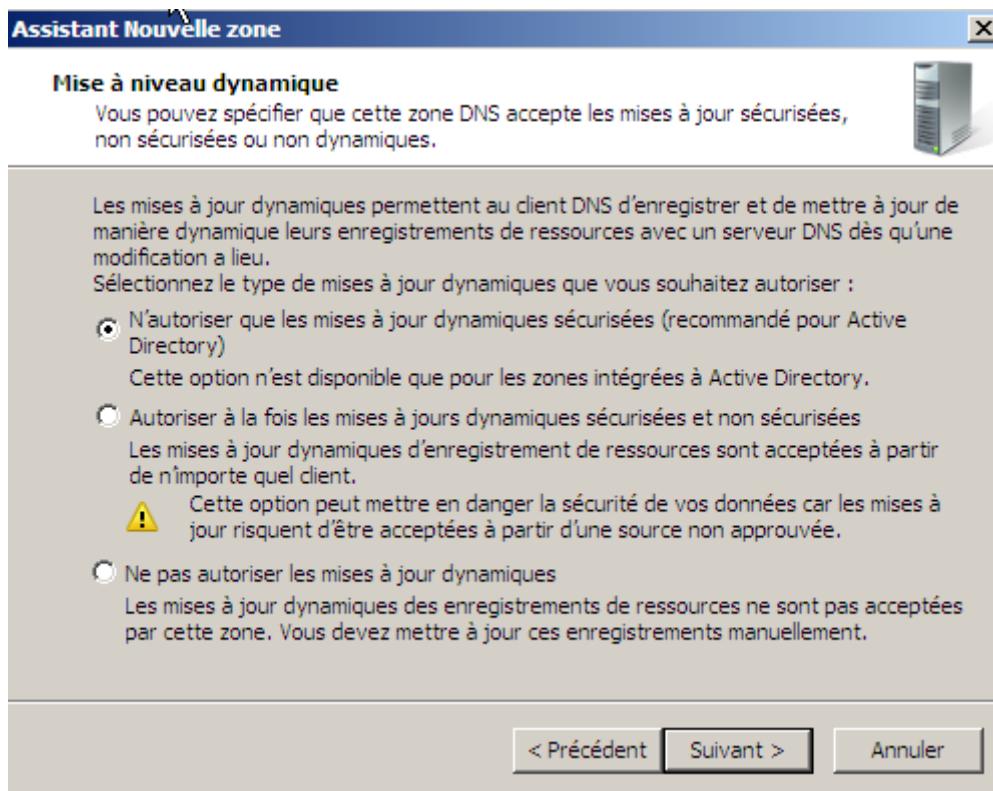 Assistant Nouvelle zone
Mise à niveau dynamique
Vous pouvez spécifier que cette zone DNS accepte les mises à jour sécurisées,
non sécurisées ou non dynamiques.
Les mises à jour dynamiques permettent au client DNS d'enregistrer et de mettre à jour de
manière dynamique leurs enregistrements de ressources avec un serveur DNS dès qu'une
modification a lieu.
Sélectionnez le type de mises à jour dynamiques que vous souhaitez autoriser :
N'autoriser que les mises à jour dynamiques sécurisées (recommandé pour Active
Directory)
Cette option n'est disponible que pour les zones intégrées à Active Directory.
Autoriser à la fois les mises à jours dynamiques sécurisées et non sécurisées
Les mises à jour dynamiques d'enregistrement de ressources sont acceptées à partir
de n'importe quel client.
Cette option peut mettre en danger la sécurité de vos données car les mises à
jour risquent d'être acceptées à partir d'une source non approuvée.
Ne pas autoriser les mises à jour dynamiques
Les mises à jour dynamiques des enregistrements de ressources ne sont pas acceptées
par cette zone. Vous devez mettre à jour ces enregistrements manuellement.
< Précédent Suivant > Annuler